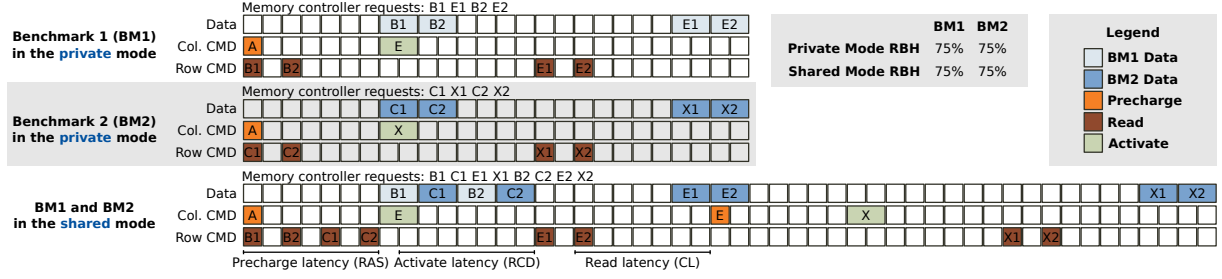 Memory controller requests: B1 E1 B2 E2
Benchmark 1 (BM1)
in the private mode
Data B1 B2 E1 E2
Col. CMD A E
Row CMD B1 B2 E1 E2
Memory controller requests: C1 X1 C2 X2
Benchmark 2 (BM2)
in the private mode
Data C1 C2 X1 X2
Col. CMD A X
Row CMD C1 C2 X1 X2
Memory controller requests: B1 C1 E1 X1 B2 C2 E2 X2
BM1 and BM2
in the shared mode
Data B1 C1 B2 C2 E1 E2 X1 X2
Col. CMD A E E X
Row CMD B1 B2 C1 C2 E1 E2 X1 X2
Precharge latency (RAS) Activate latency (RCD) Read latency (CL)
BM1 BM2
Private Mode RBH 75% 75%
Shared Mode RBH 75% 75%
Legend
BM1 Data
BM2 Data
Precharge
Read
Activate